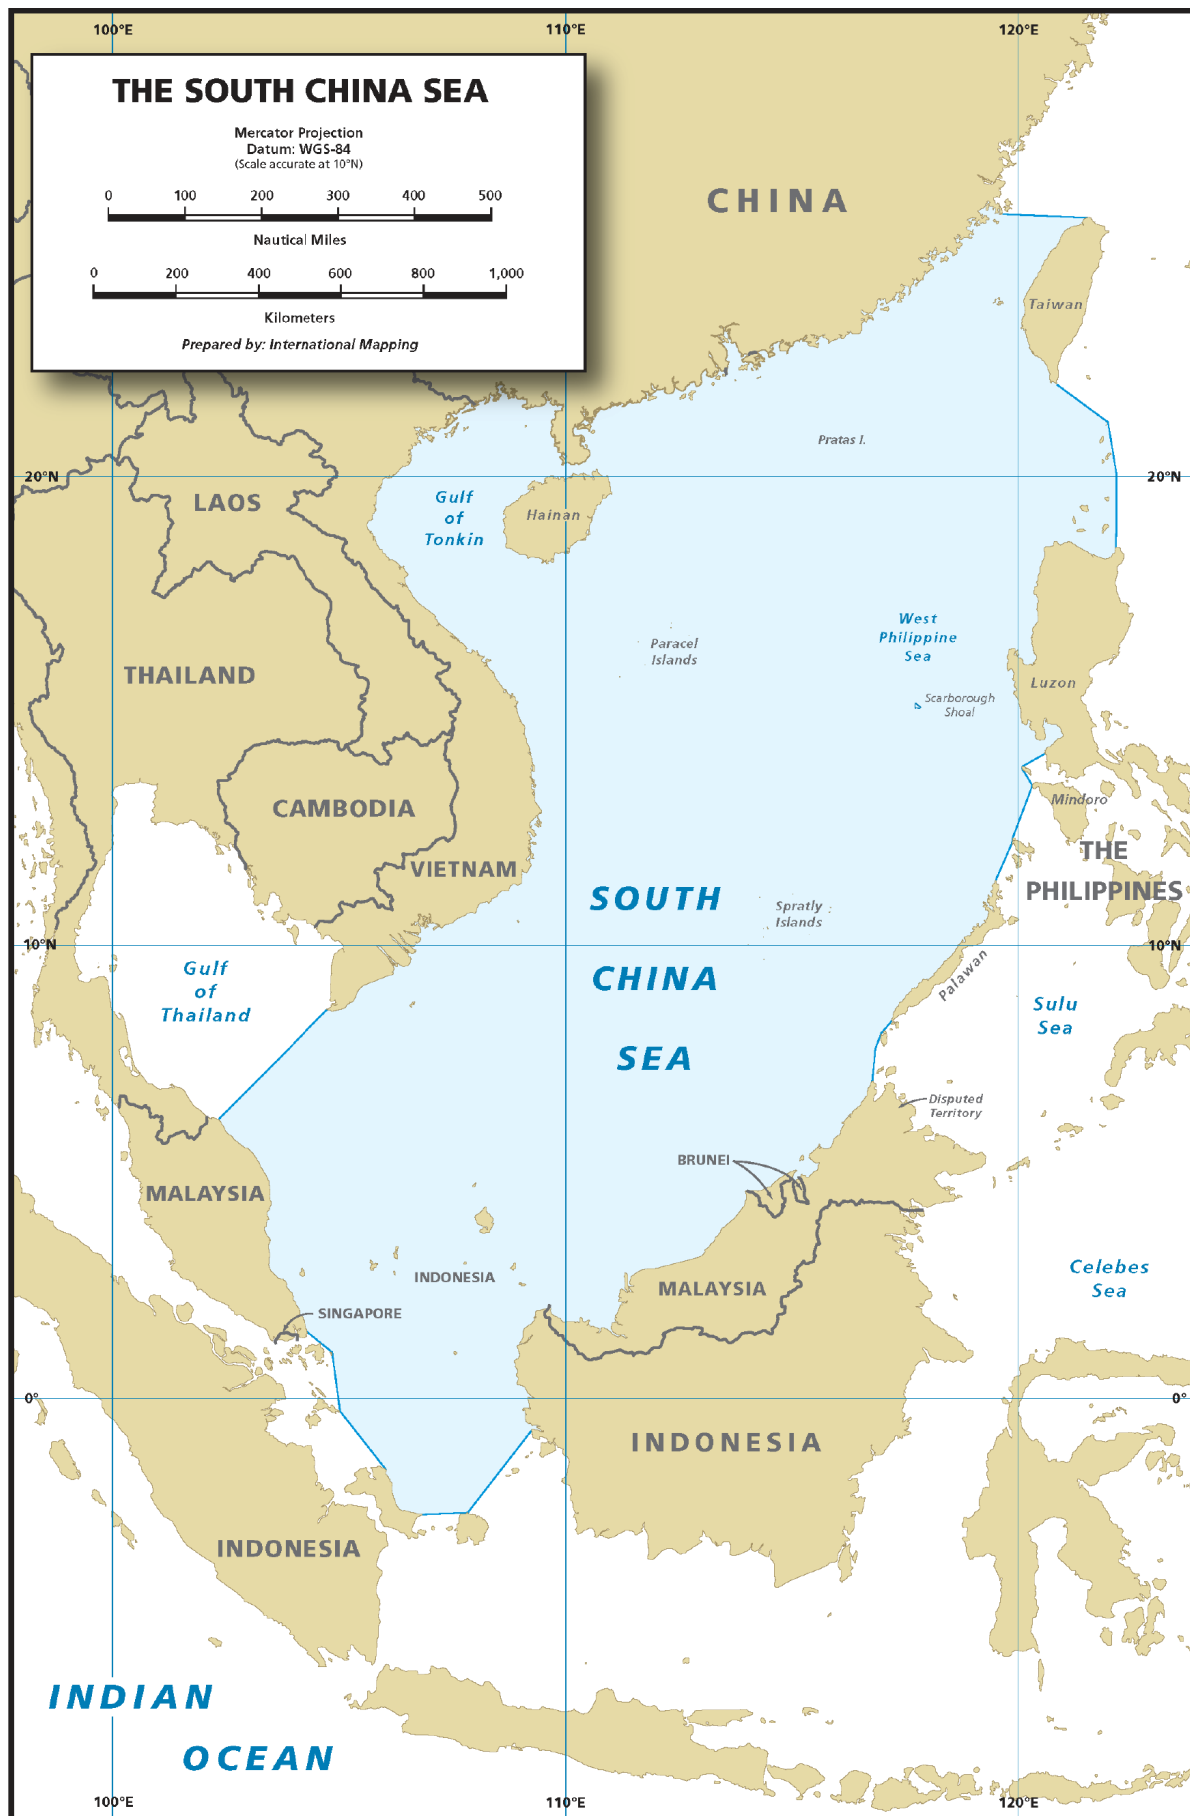 100°E
110°E
120°E
THE SOUTH CHINA SEA
Mercator Projection
Datum: WGS-84
(Scale accurate at 10°N)
0 100 200 300 400 500
Nautical Miles
0 200 400 600 800 1,000
Kilometers
Prepared by: International Mapping
CHINA
Taiwan
Pratas I.
20°N
20°N
LAOS
Gulf
of
Tonkin
Hainan
West
Philippine
Sea
Paracel
Islands
THAILAND
Luzon
Scarborough
Shoal
Mindoro
CAMBODIA
THE
PHILIPPINES
VIETNAM
SOUTH
CHINA
SEA
Spratly
Islands
10°N
10°N
Gulf
of
Thailand
Palawan
Sulu
Sea
Disputed
Territory
BRUNEI
MALAYSIA
INDONESIA
MALAYSIA
Celebes
Sea
SINGAPORE
0°
0°
INDONESIA
INDONESIA
INDIAN
OCEAN
100°E
110°E
120°E